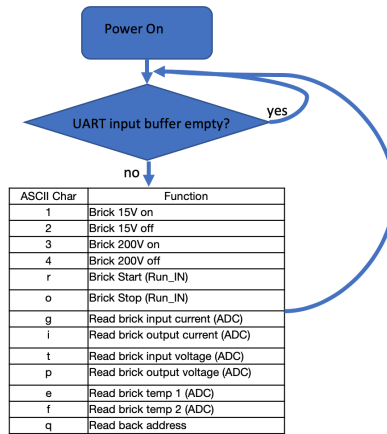 Power On
UART input buffer empty?
yes
no
ASCII Char Function
1 Brick 15V on
2 Brick 15V off
3 Brick 200V on
4 Brick 200V off
r Brick Start (Run_IN)
o Brick Stop (Run_IN)
g Read brick input current (ADC)
i Read brick output current (ADC)
t Read brick input voltage (ADC)
p Read brick output voltage (ADC)
e Read brick temp 1 (ADC)
f Read brick temp 2 (ADC)
q Read back address